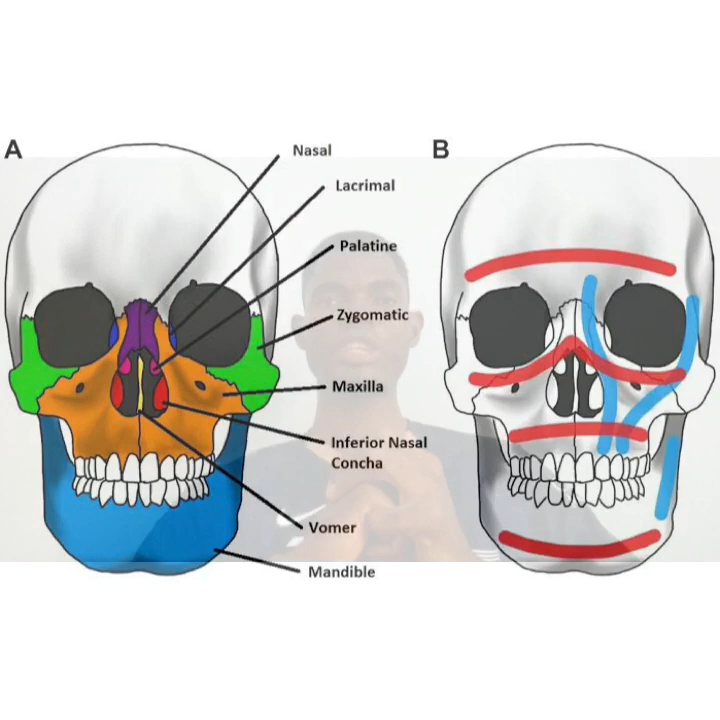 A
B
Nasal
Lacrimal
Palatine
Zygomatic
Maxilla
Inferior Nasal
Concha
Vomer
Mandible